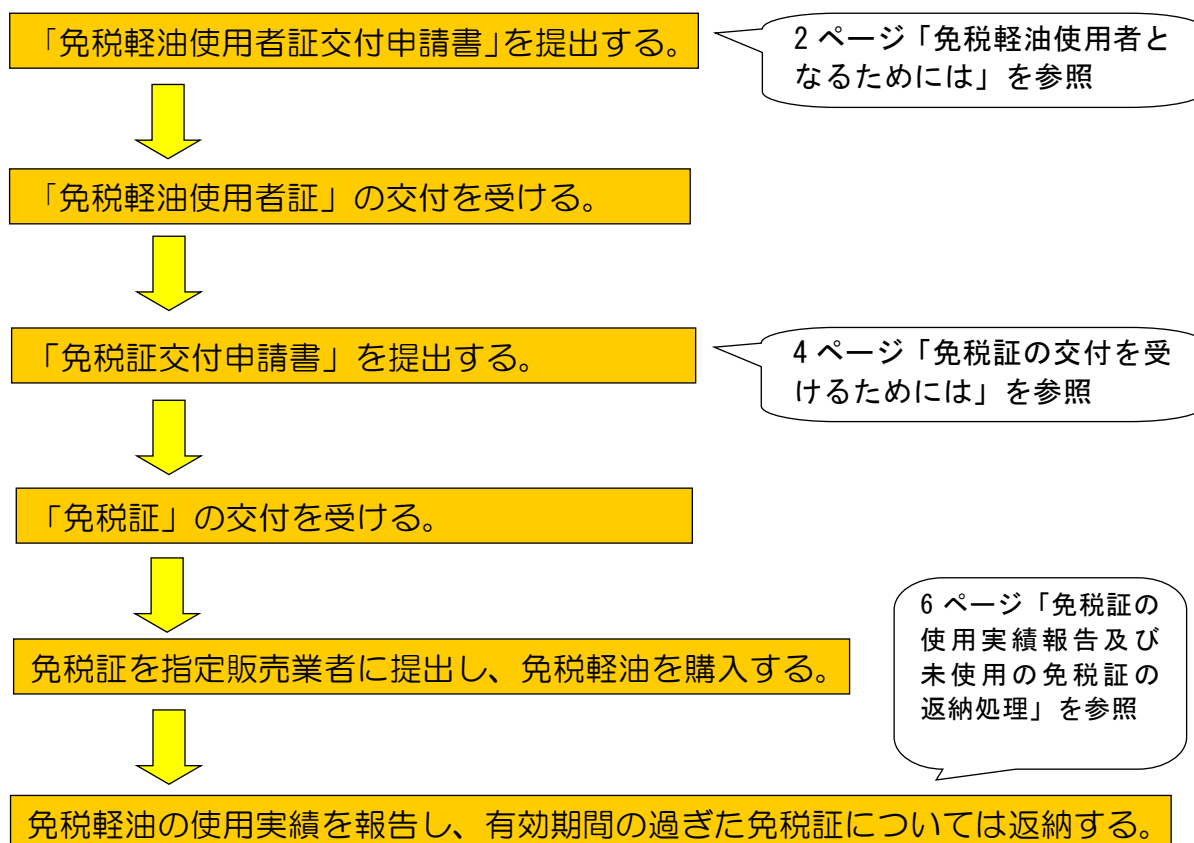 「免税軽油使用者証交付申請書」を提出する。
2 ページ「免税軽油使用者と
なるためには」を参照
「免税軽油使用者証」の交付を受ける。
「免税証交付申請書」を提出する。
4 ページ「免税証の交付を受
けるためには」を参照
「免税証」の交付を受ける。
免税証を指定販売業者に提出し、免税軽油を購入する。
6 ページ「免税証の
使用実績報告及び
未使用の免税証の
返納処理」を参照
免税軽油の使用実績を報告し、有効期間の過ぎた免税証については返納する。